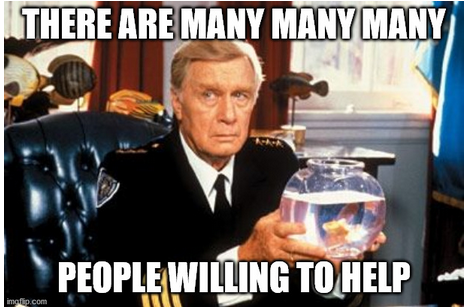 THERE ARE MANY MANY MANY
PEOPLE WILLING TO HELP
imgflip.com